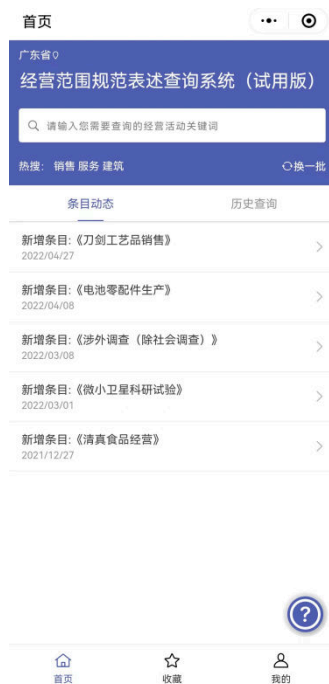 首页
广东省
经营范围规范表述查询系统（试用版）
请输入您需要查询的经营活动关键词
热搜: 销售 服务 建筑 换一批
条目动态 历史查询
新增条目:《刀剑工艺品销售》
2022/04/27
新增条目:《电池零配件生产》
2022/04/08
新增条目:《涉外调查（除社会调查）》
2022/03/08
新增条目:《微小卫星科研试验》
2022/03/01
新增条目:《清真食品经营》
2021/12/27
?
首页 收藏 我的